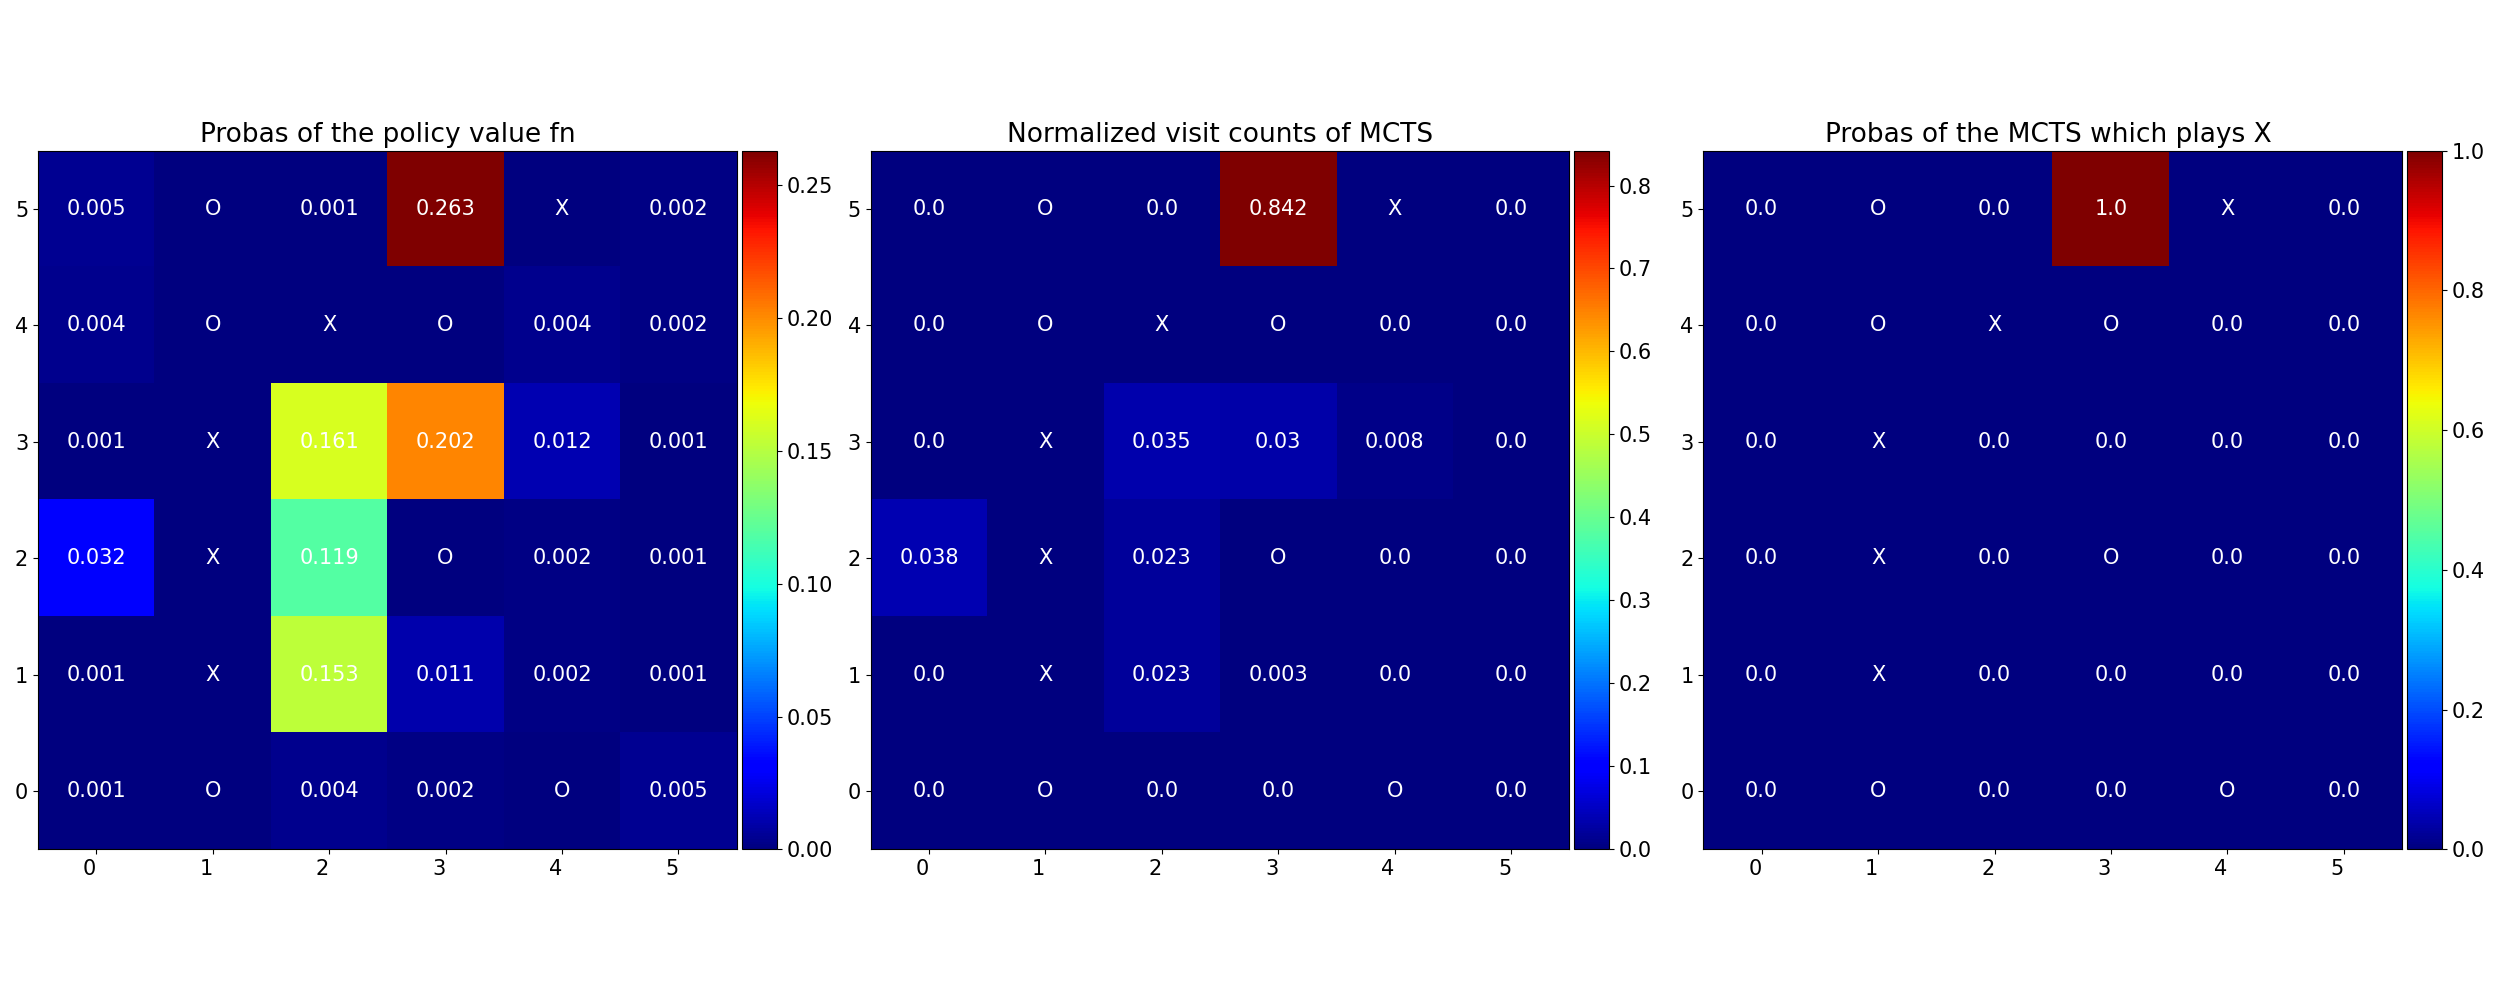 Probas of the policy value fn
5 0.005 O 0.001 0.263 X 0.002
4 0.004 O X O 0.004 0.002
3 0.001 X 0.161 0.202 0.012 0.001
2 0.032 X 0.119 O 0.002 0.001
1 0.001 X 0.153 0.011 0.002 0.001
0 0.001 O 0.004 0.002 O 0.005
0 1 2 3 4 5
0.25
0.20
0.15
0.10
0.05
0.00
Normalized visit counts of MCTS
5 0.0 O 0.0 0.842 X 0.0
4 0.0 O X O 0.0 0.0
3 0.0 X 0.035 0.03 0.008 0.0
2 0.038 X 0.023 O 0.0 0.0
1 0.0 X 0.023 0.003 0.0 0.0
0 0.0 O 0.0 0.0 O 0.0
0 1 2 3 4 5
0.8
0.7
0.6
0.5
0.4
0.3
0.2
0.1
0.0
Probas of the MCTS which plays X
5 0.0 O 0.0 1.0 X 0.0
4 0.0 O X O 0.0 0.0
3 0.0 X 0.0 0.0 0.0 0.0
2 0.0 X 0.0 O 0.0 0.0
1 0.0 X 0.0 0.0 0.0 0.0
0 0.0 O 0.0 0.0 O 0.0
0 1 2 3 4 5
1.0
0.8
0.6
0.4
0.2
0.0